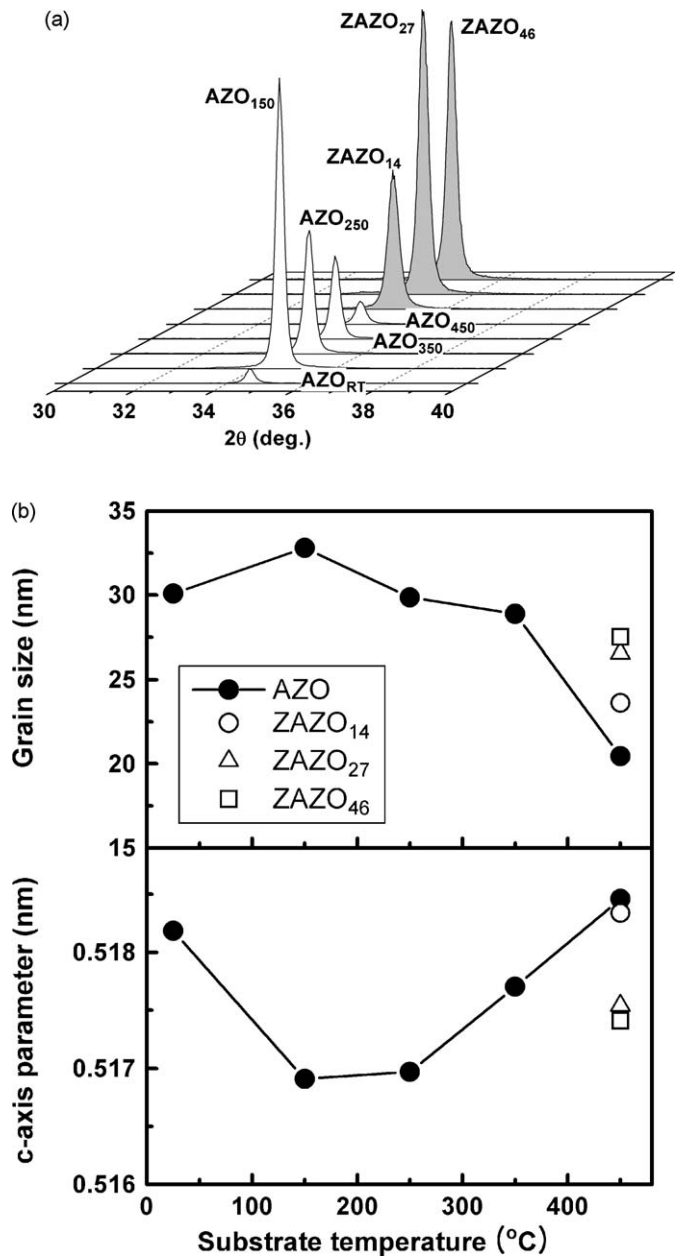 (a)
ZAZO27 ZAZO46
AZO150
ZAZO14
AZO250
AZO450
AZO350
AZORT
30 32 34 36 38 40
2θ (deg.)
(b)
35
30
25
20
15
Grain size (nm)
AZO
ZAZO14
ZAZO27
ZAZO46
0.518
0.517
0.516
c-axis parameter (nm)
0 100 200 300 400
Substrate temperature (°C)